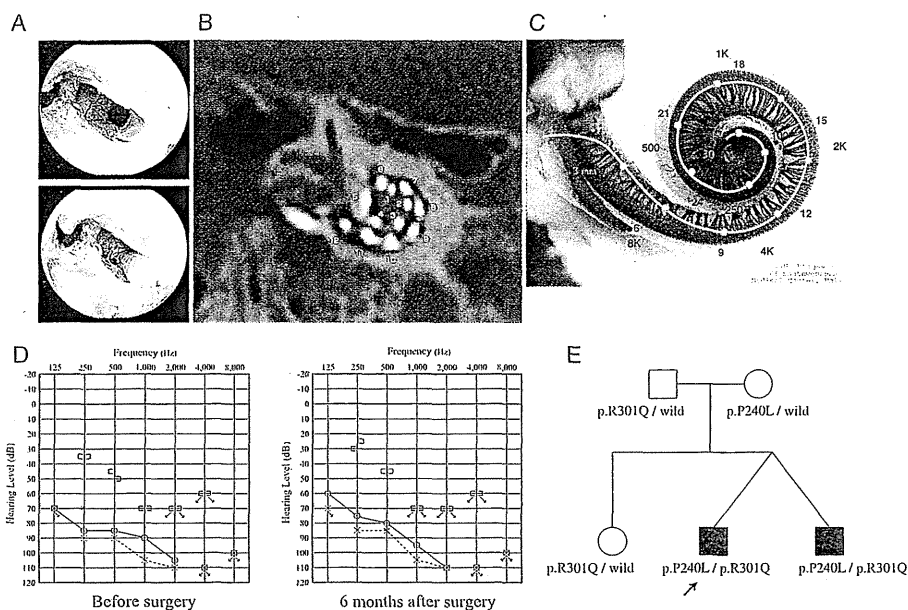 A
B
C
1K
18
21
15
500
2K
12
6
8K
9
4K
D
Frequency (Hz)
125 250 500 1,000 2,000 4,000 8,000
Hearing Level (dB)
-20
-10
0
10
20
30
40
50
60
70
80
90
100
110
120
Before surgery
Frequency (Hz)
125 250 500 1,000 2,000 4,000 8,000
Hearing Level (dB)
-20
-10
0
10
20
30
40
50
60
70
80
90
100
110
120
6 months after surgery
E
p.R301Q / wild
p.P240L / wild
p.R301Q / wild
p.P240L / p.R301Q
p.P240L / p.R301Q